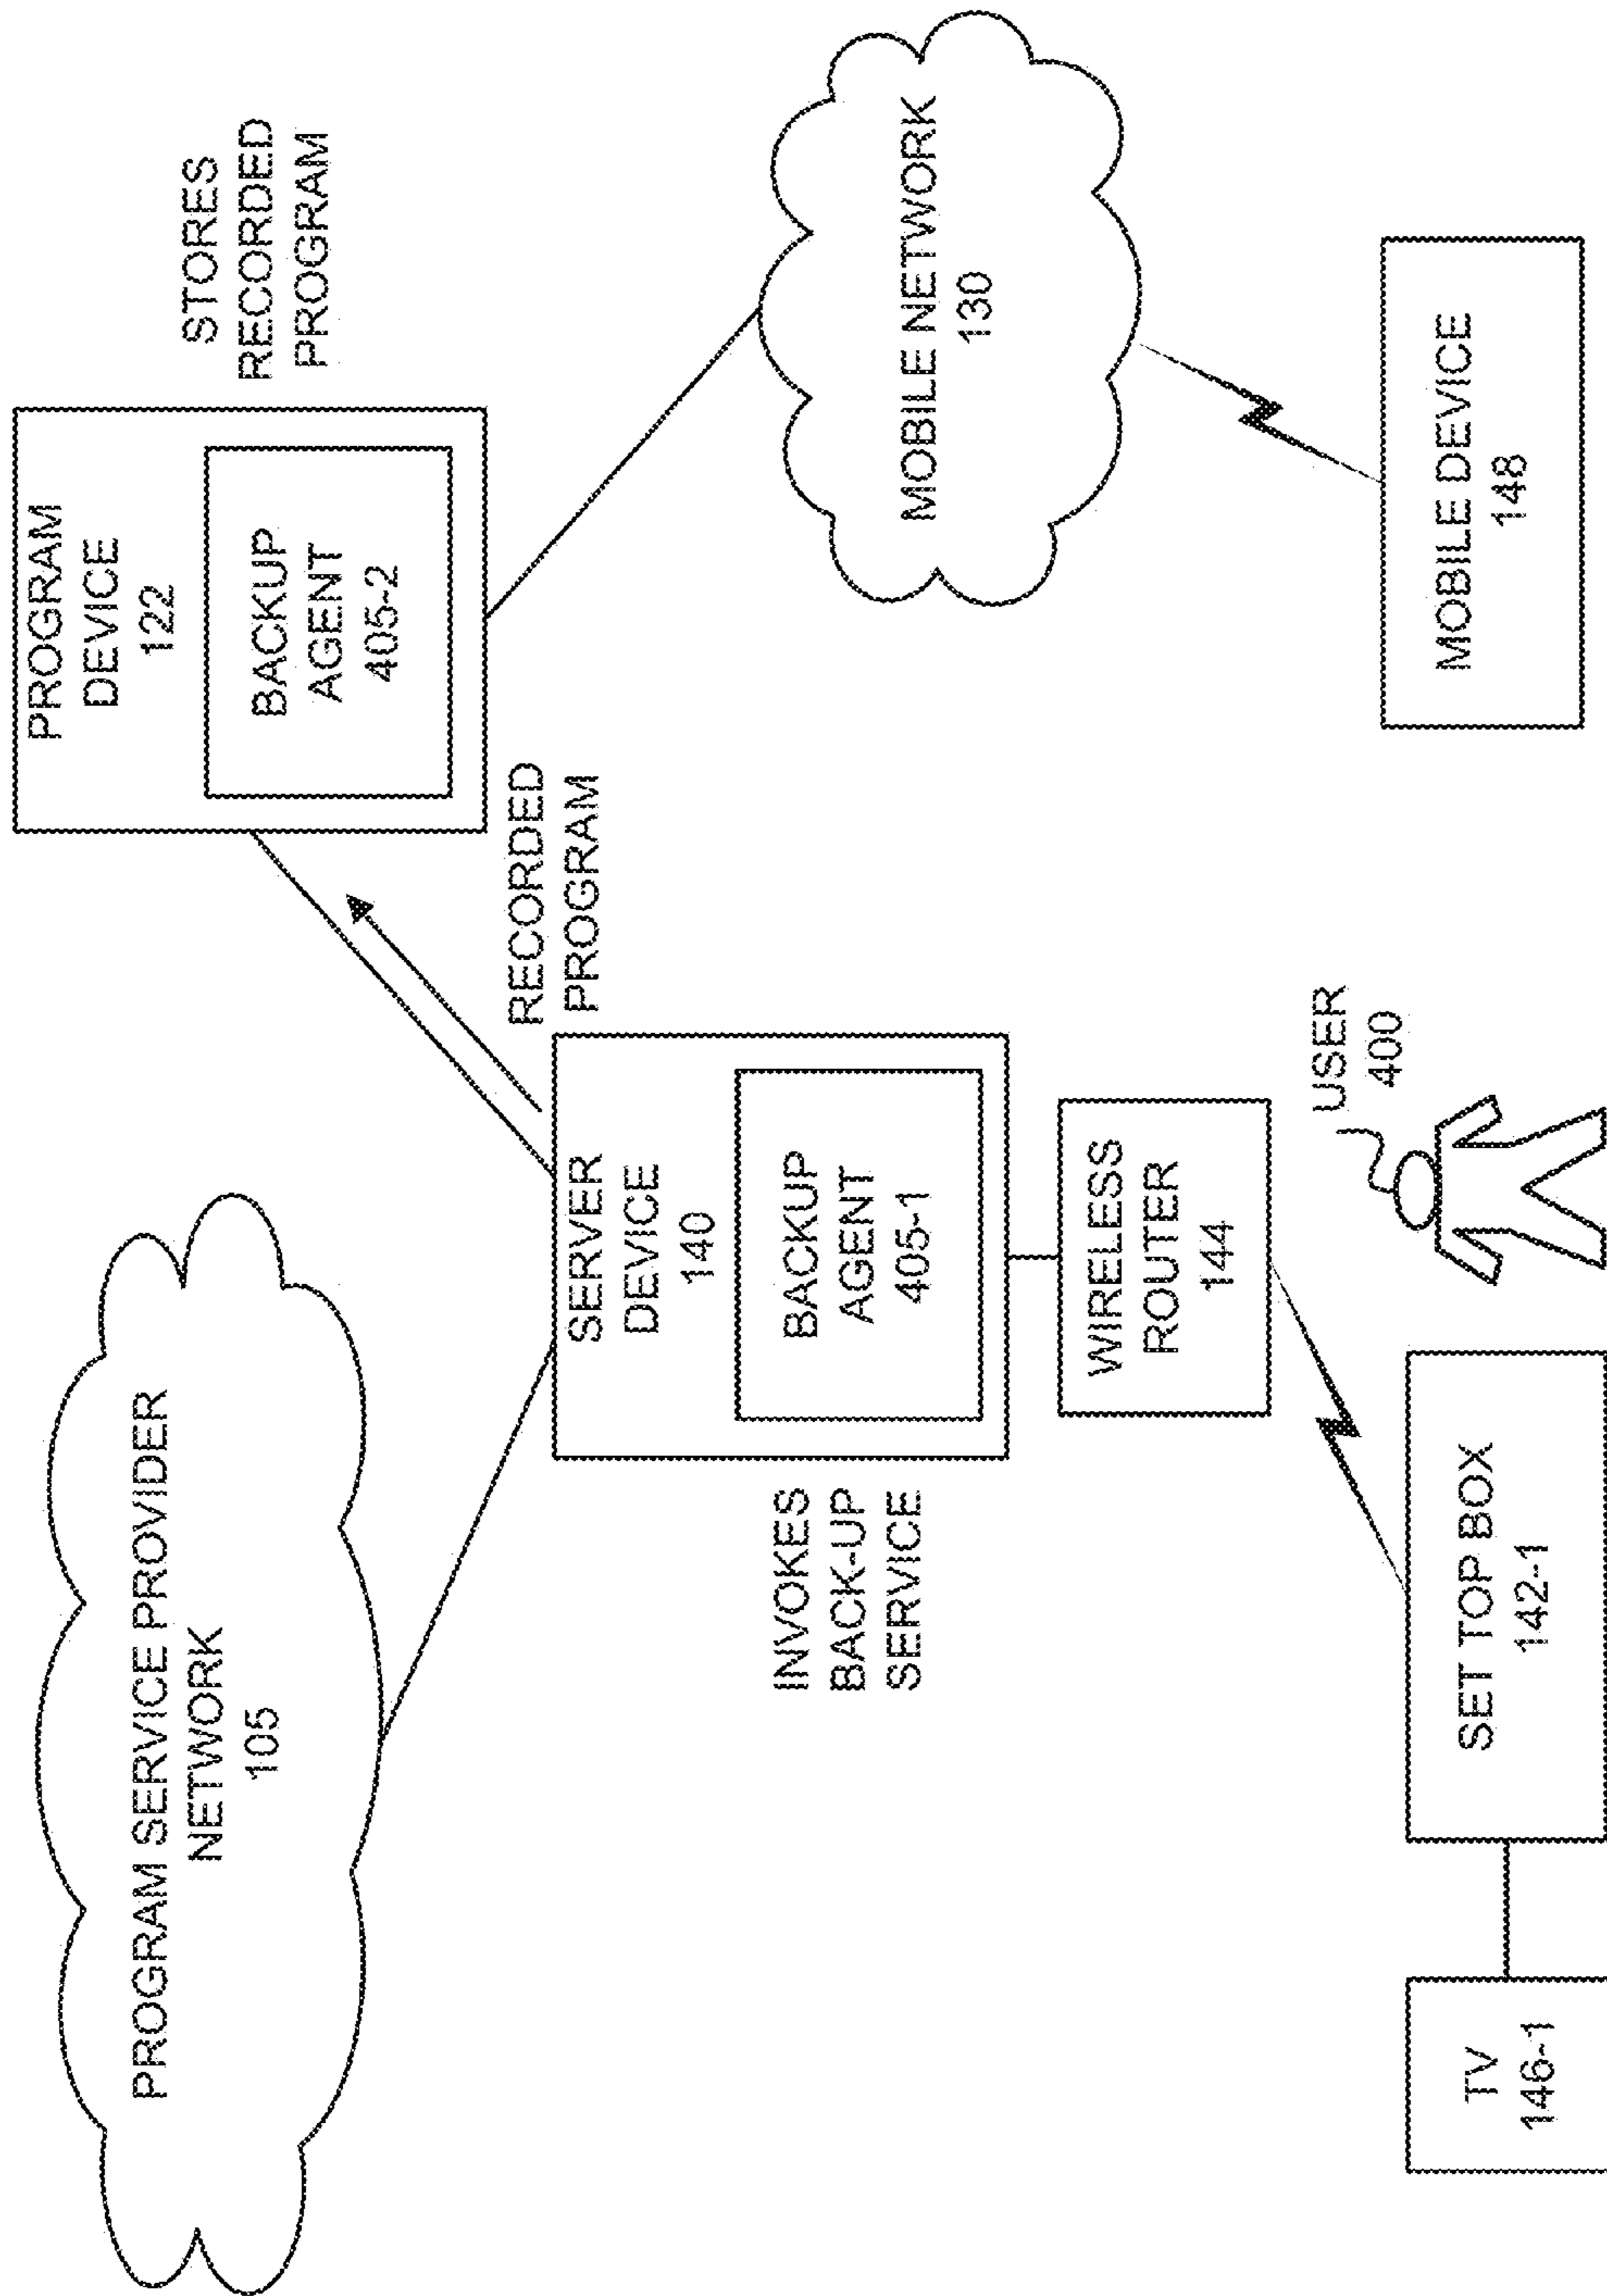 PROGRAM SERVICE PROVIDER
NETWORK
105
PROGRAM
DEVICE
122
BACKUP
AGENT
405-2
STORES
RECORDED
PROGRAM
RECORDED
PROGRAM
SERVER
DEVICE
140
BACKUP
AGENT
405-1
INVOKES
BACK-UP
SERVICE
MOBILE NETWORK
130
WIRELESS
ROUTER
144
USER
400
TV
146-1
SET TOP BOX
142-1
MOBILE DEVICE
148